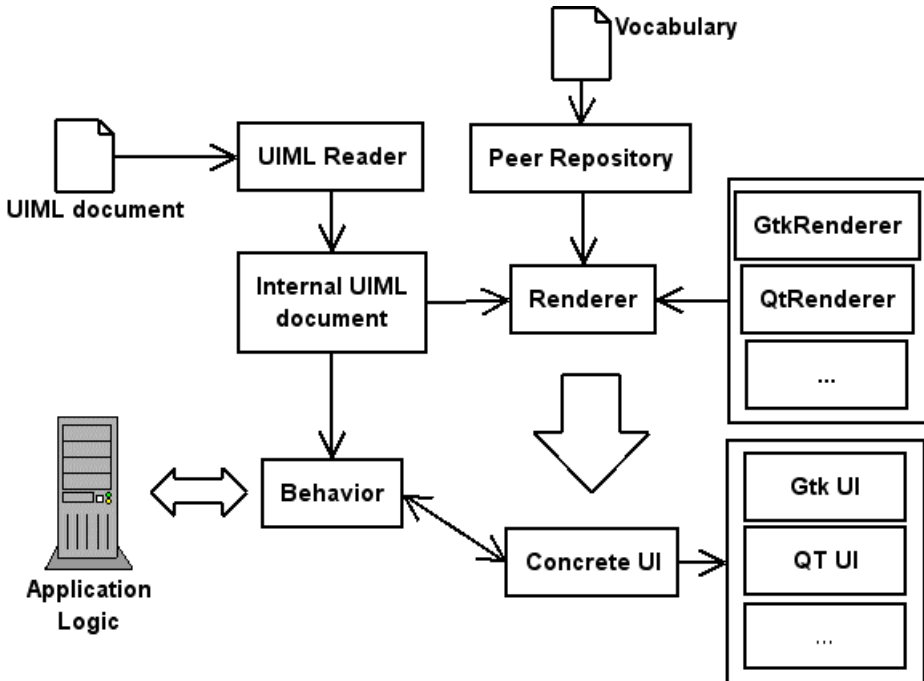 Vocabulary
UIML Reader
Peer Repository
UIML document
GtkRenderer
Internal UIML
document
Renderer
QtRenderer
...
Behavior
Gtk UI
Concrete UI
QT UI
Application
Logic
...